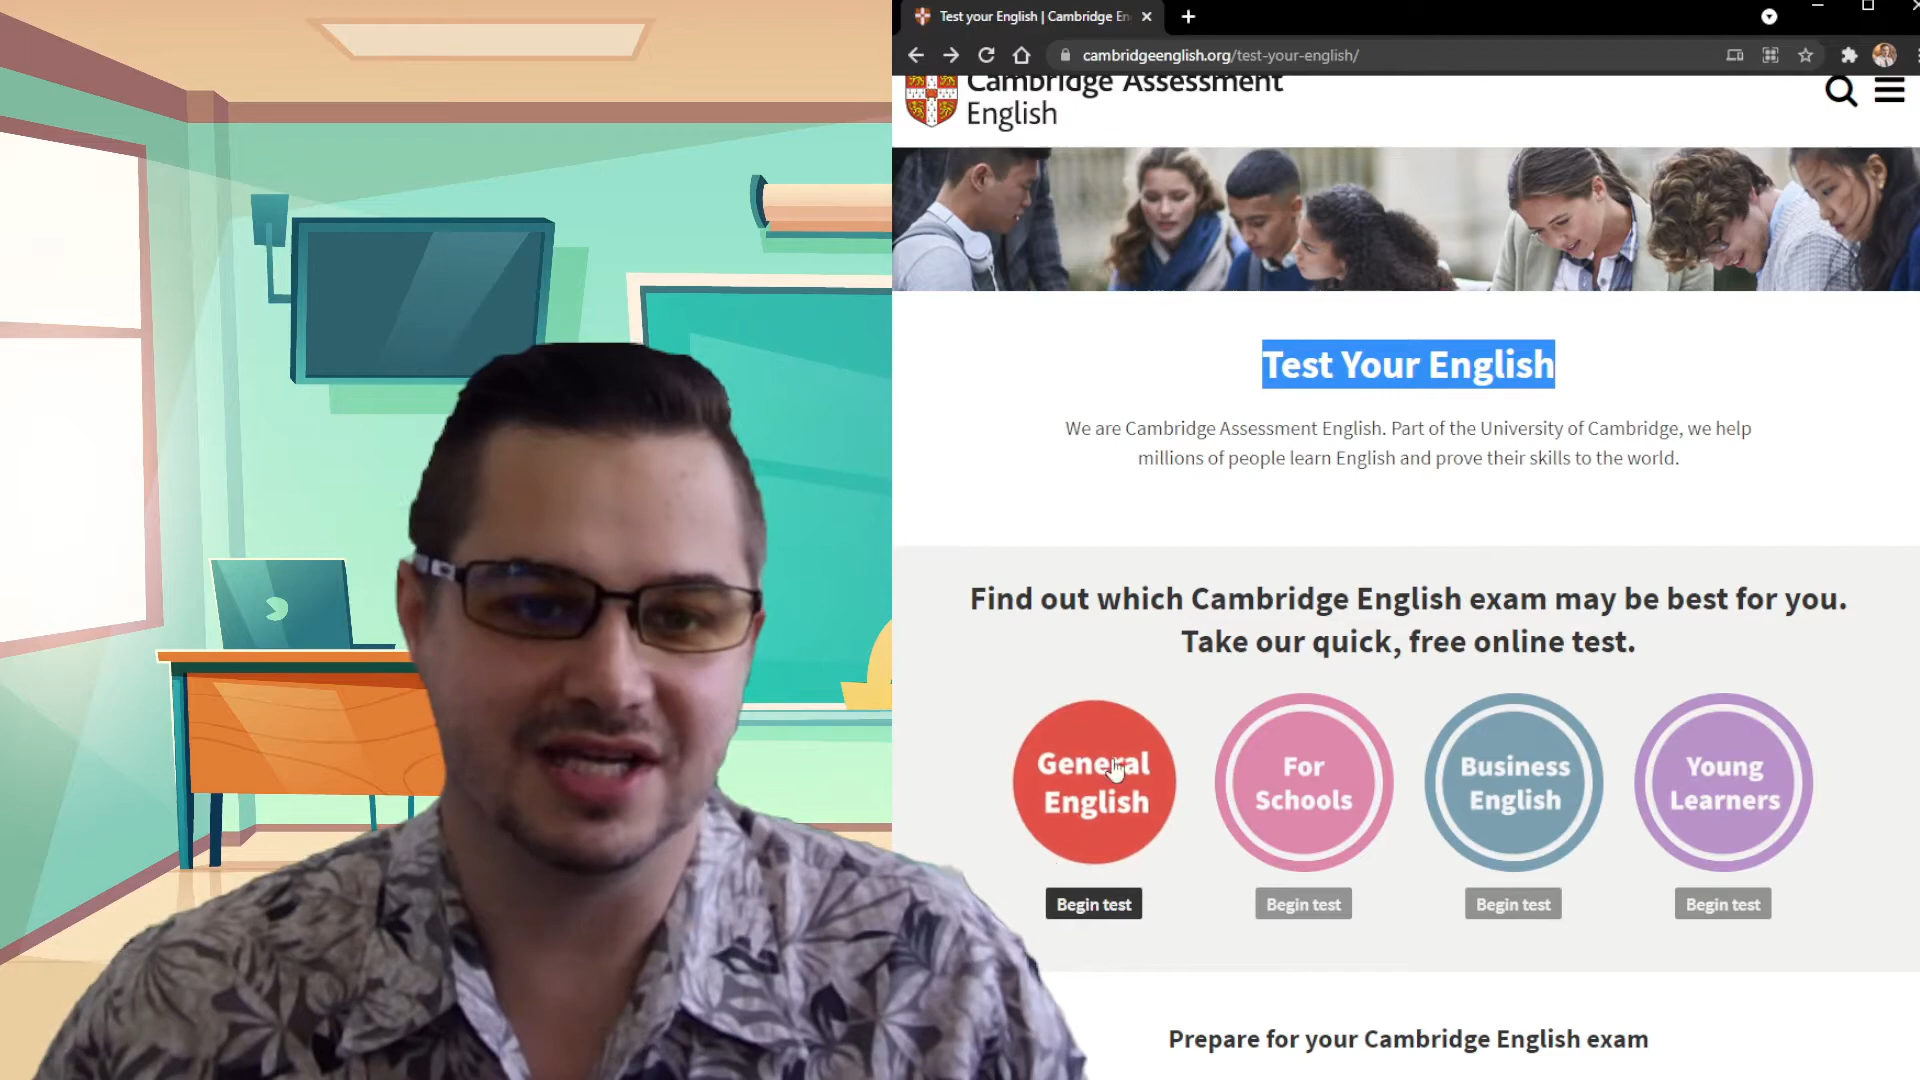 Test your English | Cambridge En
cambridgeenglish.org/test-your-english/
Cambridge Assessment
English
Test Your English
We are Cambridge Assessment English. Part of the University of Cambridge, we help
millions of people learn English and prove their skills to the world.
Find out which Cambridge English exam may be best for you.
Take our quick, free online test.
General
English
For
Schools
Business
English
Young
Learners
Begin test
Begin test
Begin test
Begin test
Prepare for your Cambridge English exam